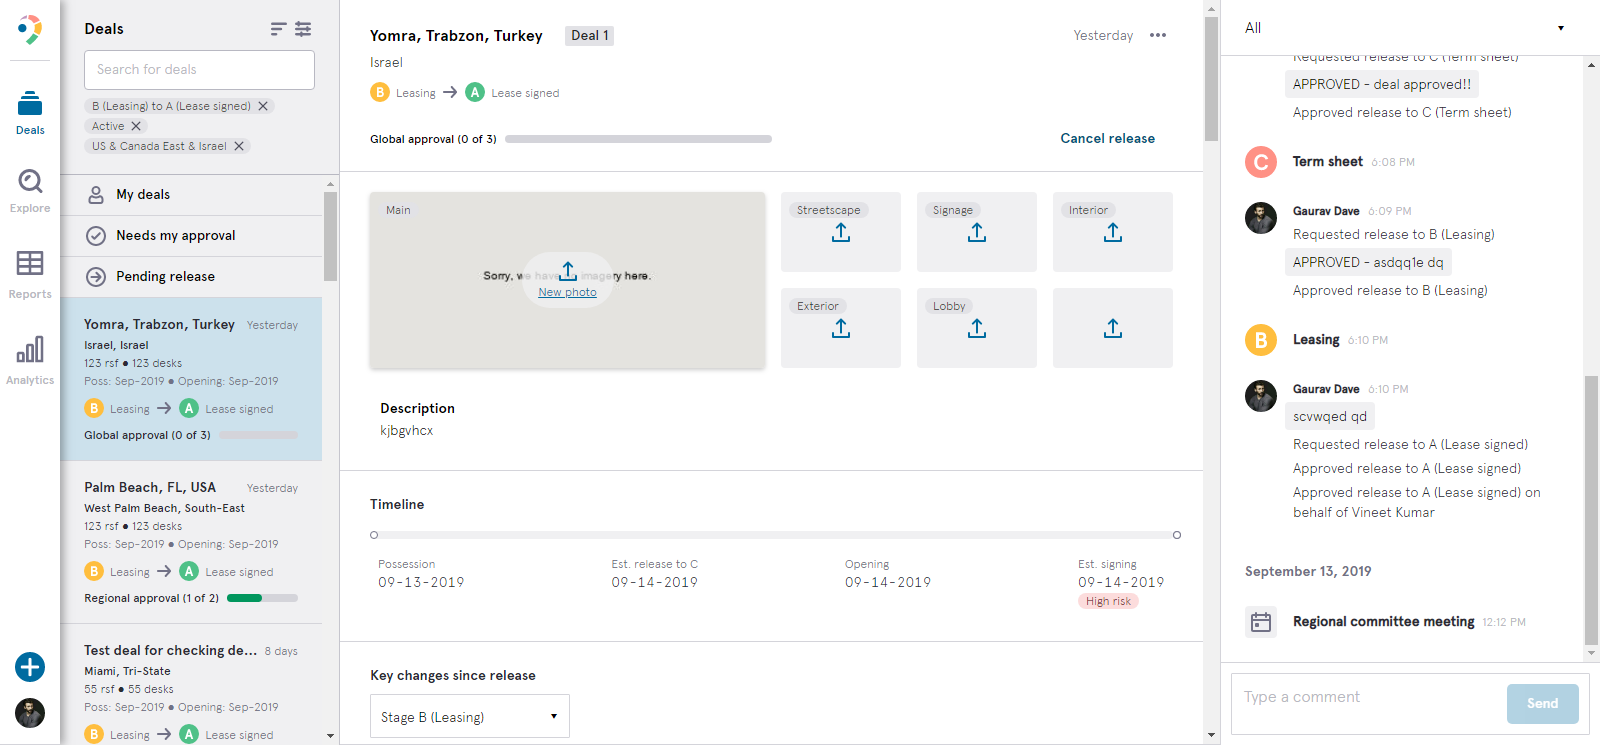 Deals
Explore
Reports
Analytics
Deals
Search for deals
B (Leasing) to A (Lease signed)
Active
US & Canada East & Israel
My deals
Needs my approval
Pending release
Yomra, Trabzon, Turkey Yesterday
Israel, Israel
123 rsf ● 123 desks
Poss: Sep-2019 ● Opening: Sep-2019
B Leasing → A Lease signed
Global approval (0 of 3)
Palm Beach, FL, USA Yesterday
West Palm Beach, South-East
123 rsf ● 123 desks
Poss: Sep-2019 ● Opening: Sep-2019
B Leasing → A Lease signed
Regional approval (1 of 2)
Test deal for checking de... 8 days
Miami, Tri-State
55 rsf ● 55 desks
Poss: Sep-2019 ● Opening: Sep-2019
B Leasing → A Lease signed
Yomra, Trabzon, Turkey Deal 1 Yesterday
Israel
B Leasing → A Lease signed
Global approval (0 of 3) Cancel release
Main
Sorry, we have no imagery here.
New photo
Streetscape
Signage
Interior
Exterior
Lobby
Description
kjbgvhcx
Timeline
Possession
09-13-2019
Est. release to C
09-14-2019
Opening
09-14-2019
Est. signing
09-14-2019
High risk
Key changes since release
Stage B (Leasing)
All
Requested release to C (Term sheet)
APPROVED - deal approved!!
Approved release to C (Term sheet)
C Term sheet 6:08 PM
Gaurav Dave 6:09 PM
Requested release to B (Leasing)
APPROVED - asdqq1e dq
Approved release to B (Leasing)
B Leasing 6:10 PM
Gaurav Dave 6:10 PM
scvwqed qd
Requested release to A (Lease signed)
Approved release to A (Lease signed)
Approved release to A (Lease signed) on
behalf of Vineet Kumar
September 13, 2019
Regional committee meeting 12:12 PM
Type a comment
Send